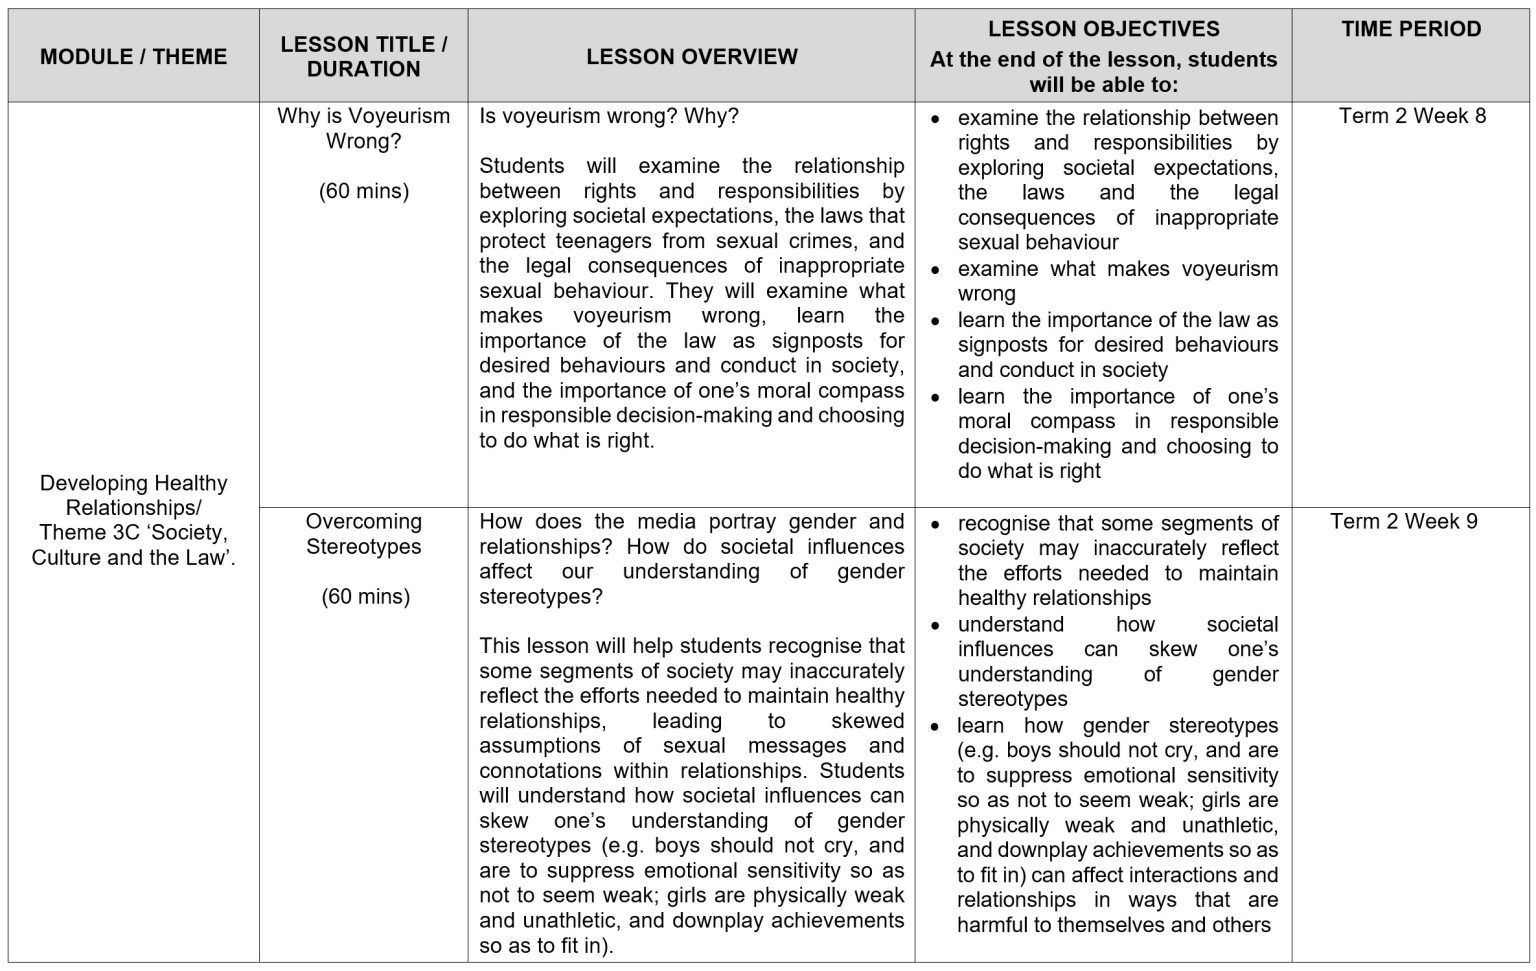 MODULE / THEME
LESSON TITLE /
DURATION
LESSON OVERVIEW
LESSON OBJECTIVES
At the end of the lesson, students
will be able to:
TIME PERIOD
Developing Healthy
Relationships/
Theme 3C ‘Society,
Culture and the Law’.
Why is Voyeurism
Wrong?
(60 mins)
Is voyeurism wrong? Why?
Students will examine the relationship
between rights and responsibilities by
exploring societal expectations, the laws that
protect teenagers from sexual crimes, and
the legal consequences of inappropriate
sexual behaviour. They will examine what
makes voyeurism wrong, learn the
importance of the law as signposts for
desired behaviours and conduct in society,
and the importance of one’s moral compass
in responsible decision-making and choosing
to do what is right.
• examine the relationship between
rights and responsibilities by
exploring societal expectations,
the laws and the legal
consequences of inappropriate
sexual behaviour
• examine what makes voyeurism
wrong
• learn the importance of the law as
signposts for desired behaviours
and conduct in society
• learn the importance of one’s
moral compass in responsible
decision-making and choosing to
do what is right
Term 2 Week 8
Overcoming
Stereotypes
(60 mins)
How does the media portray gender and
relationships? How do societal influences
affect our understanding of gender
stereotypes?
This lesson will help students recognise that
some segments of society may inaccurately
reflect the efforts needed to maintain healthy
relationships, leading to skewed
assumptions of sexual messages and
connotations within relationships. Students
will understand how societal influences can
skew one’s understanding of gender
stereotypes (e.g. boys should not cry, and
are to suppress emotional sensitivity so as
not to seem weak; girls are physically weak
and unathletic, and downplay achievements
so as to fit in).
• recognise that some segments of
society may inaccurately reflect
the efforts needed to maintain
healthy relationships
• understand how societal
influences can skew one’s
understanding of gender
stereotypes
• learn how gender stereotypes
(e.g. boys should not cry, and are
to suppress emotional sensitivity
so as not to seem weak; girls are
physically weak and unathletic,
and downplay achievements so as
to fit in) can affect interactions and
relationships in ways that are
harmful to themselves and others
Term 2 Week 9